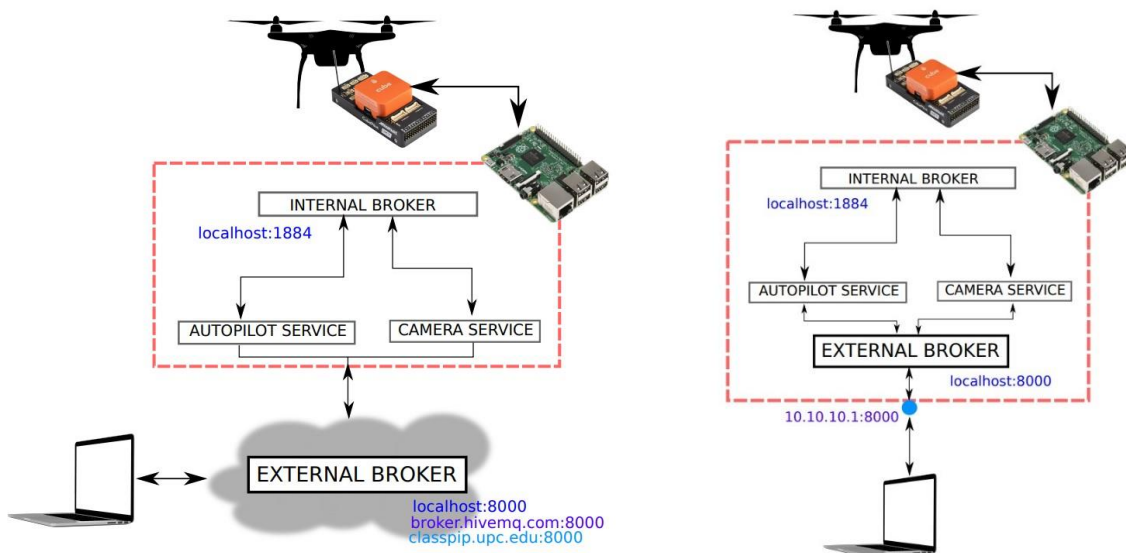 INTERNAL BROKER
localhost:1884
AUTOPILOT SERVICE
CAMERA SERVICE
EXTERNAL BROKER
localhost:8000
broker.hivemq.com:8000
classpip.upc.edu:8000
INTERNAL BROKER
localhost:1884
AUTOPILOT SERVICE
CAMERA SERVICE
EXTERNAL BROKER
localhost:8000
10.10.10.1:8000